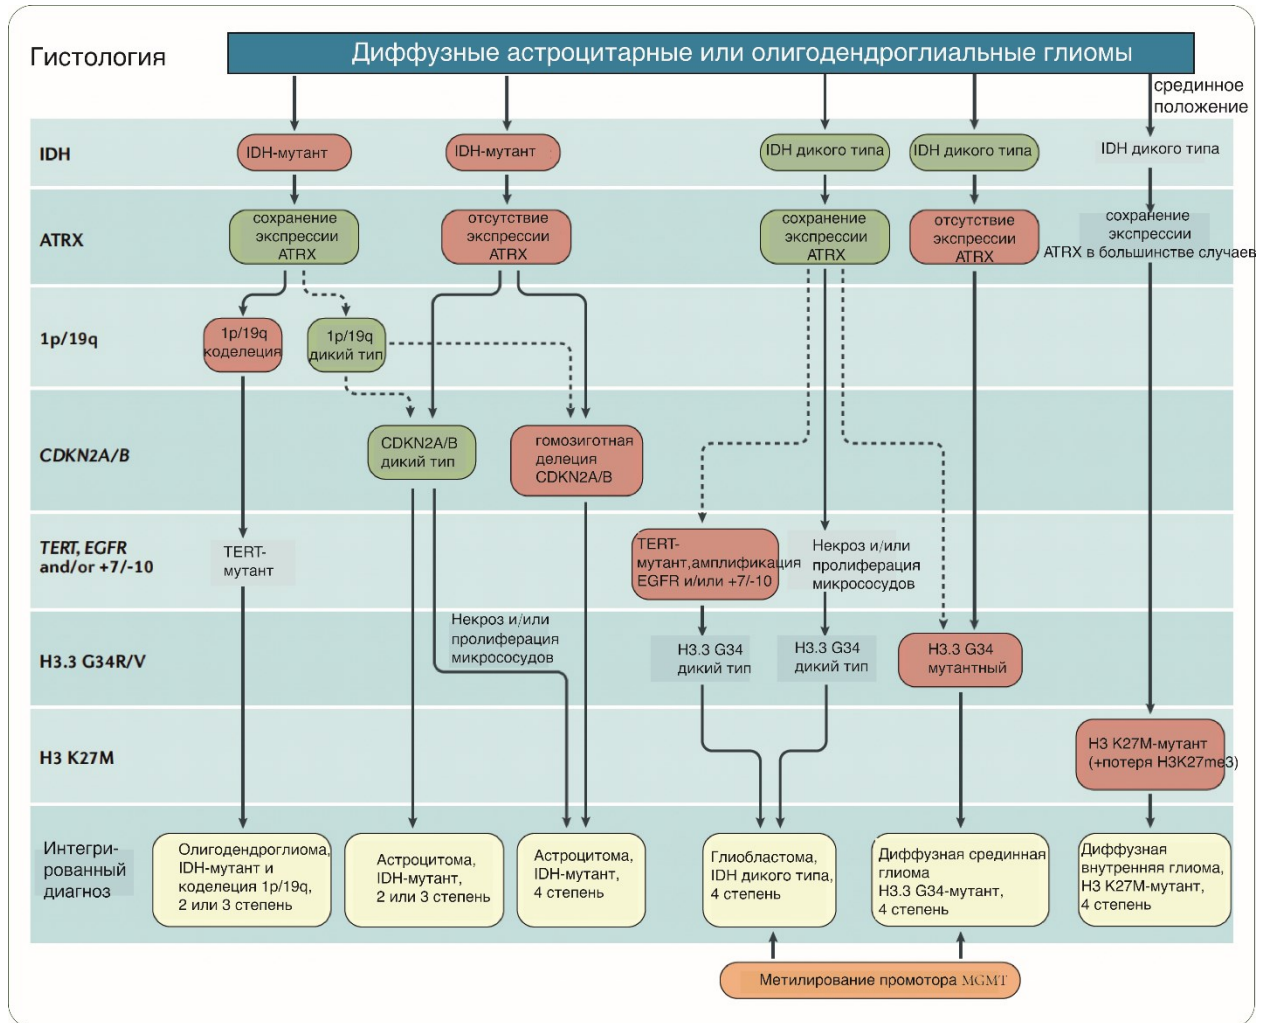 Гистология
Диффузные астроцитарные или олигодендроглиальные глиомы
срединное
положение
IDH
IDH-мутант
IDH-мутант
IDH дикого типа
IDH дикого типа
IDH дикого типа
ATRX
сохранение
экспрессии
ATRX
отсутствие
экспрессии
ATRX
сохранение
экспрессии
ATRX
отсутствие
экспрессии
ATRX
сохранение
экспрессии
ATRX в большинстве случаев
1p/19q
1p/19q
коделеция
1p/19q
дикий тип
CDKN2A/B
CDKN2A/B
дикий тип
гомозиготная
делеция
CDKN2A/B
TERT, EGFR
and/or +7/-10
TERT-
мутант
TERT-
мутант,амплификация
EGFR и/или +7/-10
Некроз и/или
пролиферация
микрососудов
H3.3 G34R/V
Некроз и/или
пролиферация
микрососудов
H3.3 G34
дикий тип
H3.3 G34
дикий тип
H3.3 G34
мутантный
H3 K27M
H3 K27M-мутант
(+потеря H3K27me3)
Интегри-
рованный
диагноз
Олигодендроглиома,
IDH-мутант и
коделеция 1p/19q,
2 или 3 степень
Астроцитома,
IDH-мутант,
2 или 3 степень
Астроцитома,
IDH-мутант,
4 степень
Глиобластома,
IDH дикого типа,
4 степень
Диффузная срединная
глиома
H3.3 G34-мутант,
4 степень
Диффузная
внутренняя глиома,
H3 K27M-мутант,
4 степень
Метилирование промотора MGMT